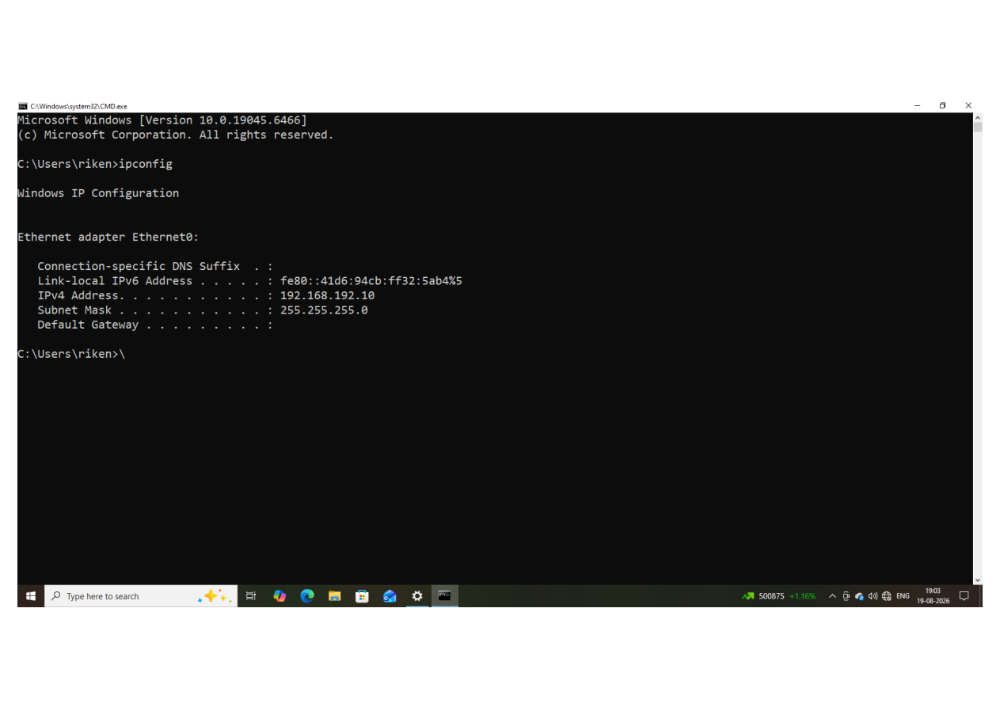 C:\Windows\system32\CMD.exe
Microsoft Windows [Version 10.0.19045.6466]
(c) Microsoft Corporation. All rights reserved.
C:\Users\riken>ipconfig
Windows IP Configuration
Ethernet adapter Ethernet0:
Connection-specific DNS Suffix  . :
Link-local IPv6 Address . . . . . : fe80::41d6:94cb:ff32:5ab4%5
IPv4 Address. . . . . . . . . . . : 192.168.192.10
Subnet Mask . . . . . . . . . . . : 255.255.255.0
Default Gateway . . . . . . . . . :
C:\Users\riken>\
Type here to search
500875 +1.16%
ENG
19:03
19-08-2026